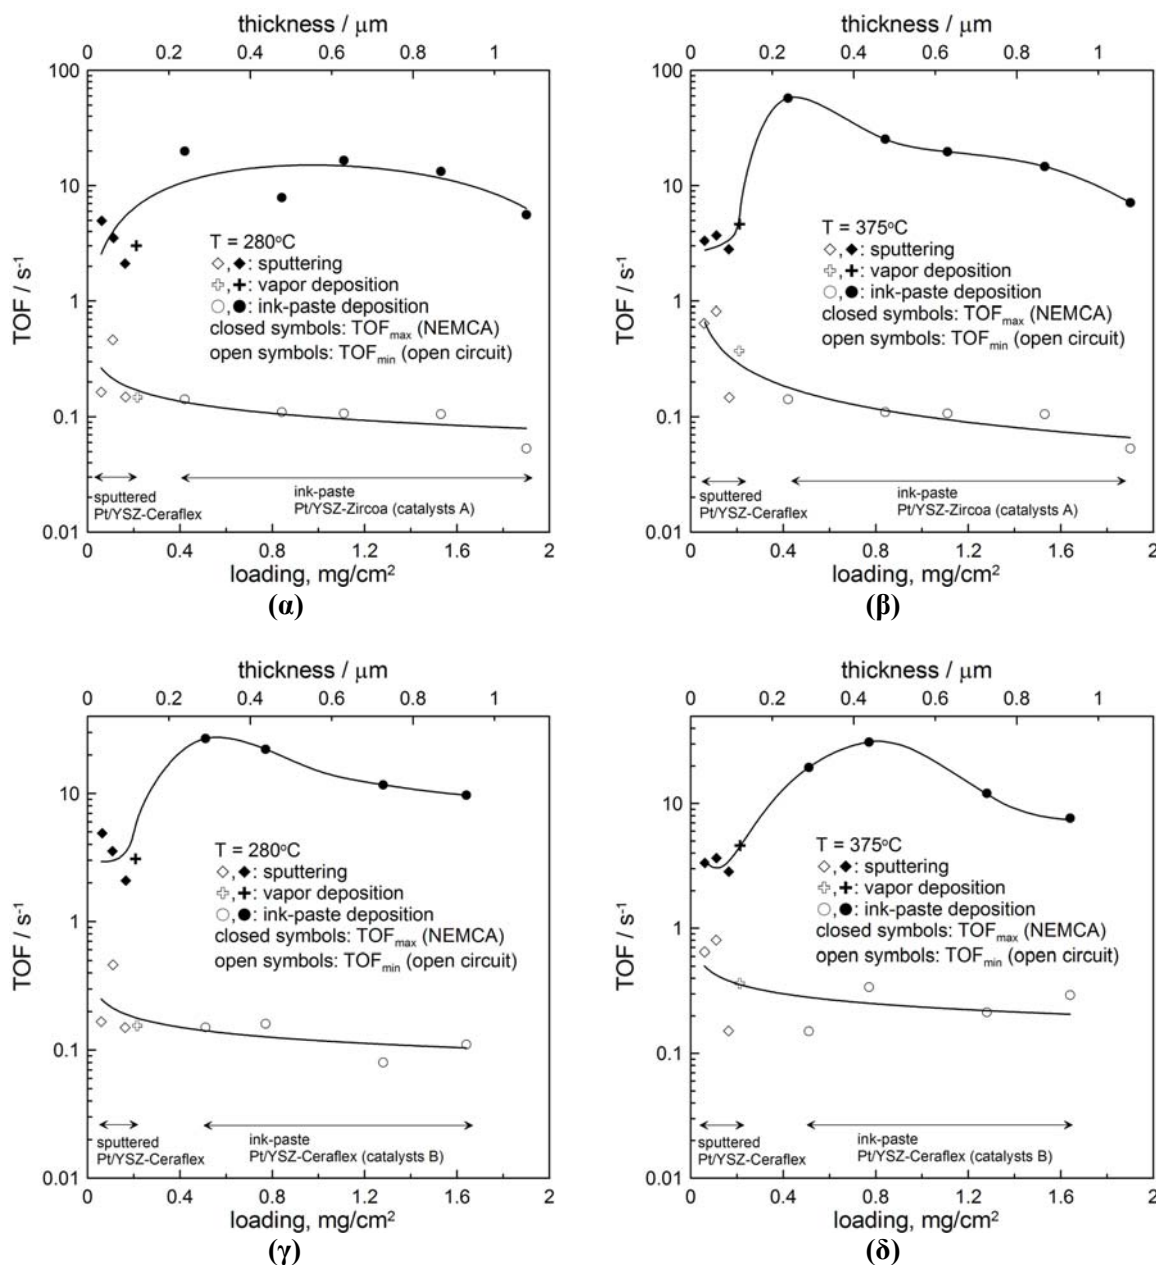 thickness / μm
0 0.2 0.4 0.6 0.8 1
100
10
1
0.1
0.01
TOF / s-1
T = 280oC
◇,◆: sputtering
✚,✚: vapor deposition
○,●: ink-paste deposition
closed symbols: TOFmax (NEMCA)
open symbols: TOFmin (open circuit)
sputtered
Pt/YSZ-Ceraflex
ink-paste
Pt/YSZ-Zircoa (catalysts A)
0 0.4 0.8 1.2 1.6 2
loading, mg/cm2
(α)
thickness / μm
0 0.2 0.4 0.6 0.8 1
100
10
1
0.1
0.01
TOF / s-1
T = 375oC
◇,◆: sputtering
✚,✚: vapor deposition
○,●: ink-paste deposition
closed symbols: TOFmax (NEMCA)
open symbols: TOFmin (open circuit)
sputtered
Pt/YSZ-Ceraflex
ink-paste
Pt/YSZ-Zircoa (catalysts A)
0 0.4 0.8 1.2 1.6 2
loading, mg/cm2
(β)
thickness / μm
0 0.2 0.4 0.6 0.8 1
10
1
0.1
0.01
TOF / s-1
T = 280oC
◇,◆: sputtering
✚,✚: vapor deposition
○,●: ink-paste deposition
closed symbols: TOFmax (NEMCA)
open symbols: TOFmin (open circuit)
sputtered
Pt/YSZ-Ceraflex
ink-paste
Pt/YSZ-Ceraflex (catalysts B)
0 0.4 0.8 1.2 1.6 2
loading, mg/cm2
(γ)
thickness / μm
0 0.2 0.4 0.6 0.8 1
10
1
0.1
0.01
TOF / s-1
T = 375oC
◇,◆: sputtering
✚,✚: vapor deposition
○,●: ink-paste deposition
closed symbols: TOFmax (NEMCA)
open symbols: TOFmin (open circuit)
sputtered
Pt/YSZ-Ceraflex
ink-paste
Pt/YSZ-Ceraflex (catalysts B)
0 0.4 0.8 1.2 1.6 2
loading, mg/cm2
(δ)